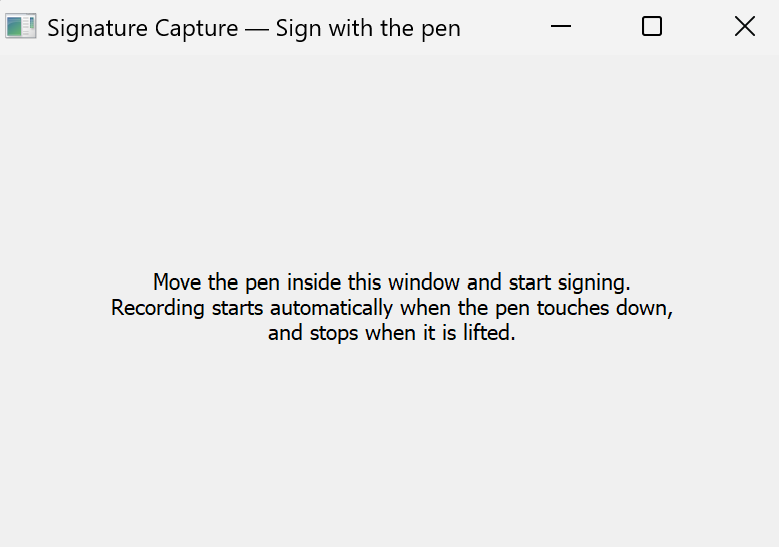 Signature Capture — Sign with the pen
Move the pen inside this window and start signing.
Recording starts automatically when the pen touches down,
and stops when it is lifted.